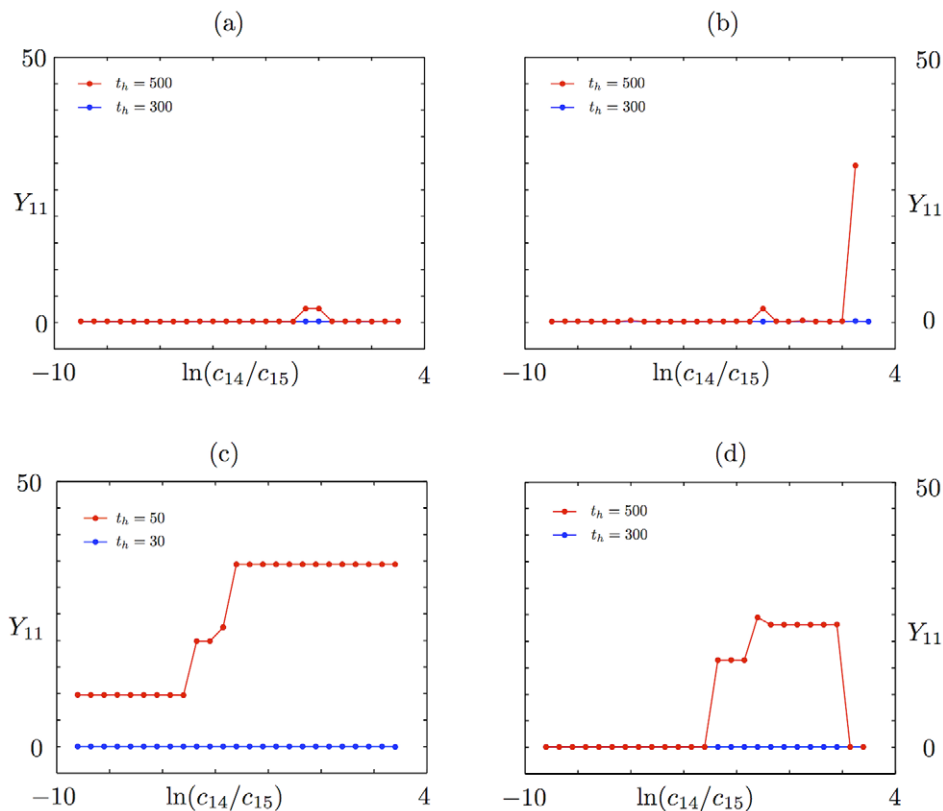 (a)
50
t_h = 500
t_h = 300
Y_11
0
−10 ln(c_14/c_15) 4
(b)
50
t_h = 500
t_h = 300
Y_11
0
−10 ln(c_14/c_15) 4
(c)
50
t_h = 50
t_h = 30
Y_11
0
−10 ln(c_14/c_15) 4
(d)
50
t_h = 500
t_h = 300
Y_11
0
−10 ln(c_14/c_15) 4